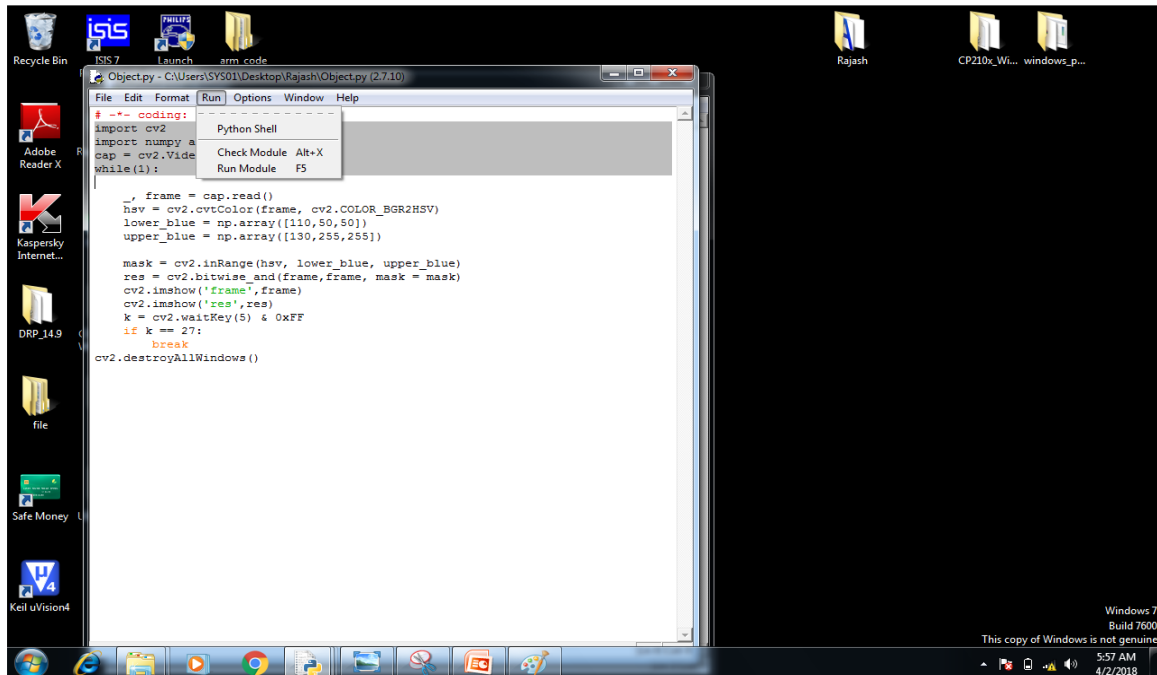 PHILIPS
isis
Recycle Bin
ISIS 7
Launch
arm_code
Rajash
CP210x_Wi...
windows_p...
Object.py - C:\Users\SYS01\Desktop\Rajash\Object.py (2.7.10)
File Edit Format Run Options Window Help
Python Shell
Check Module Alt+X
Run Module F5
# -*- coding:
import cv2
import numpy a
cap = cv2.Vide
while(1):
_, frame = cap.read()
hsv = cv2.cvtColor(frame, cv2.COLOR_BGR2HSV)
lower_blue = np.array([110,50,50])
upper_blue = np.array([130,255,255])
mask = cv2.inRange(hsv, lower_blue, upper_blue)
res = cv2.bitwise_and(frame,frame, mask = mask)
cv2.imshow('frame',frame)
cv2.imshow('res',res)
k = cv2.waitKey(5) & 0xFF
if k == 27:
break
cv2.destroyAllWindows()
Adobe
Reader X
Kaspersky
Internet...
DRP_14.9
file
Safe Money
µ
4
Keil uVision4
Windows 7
Build 7600
This copy of Windows is not genuine
5:57 AM
4/2/2018